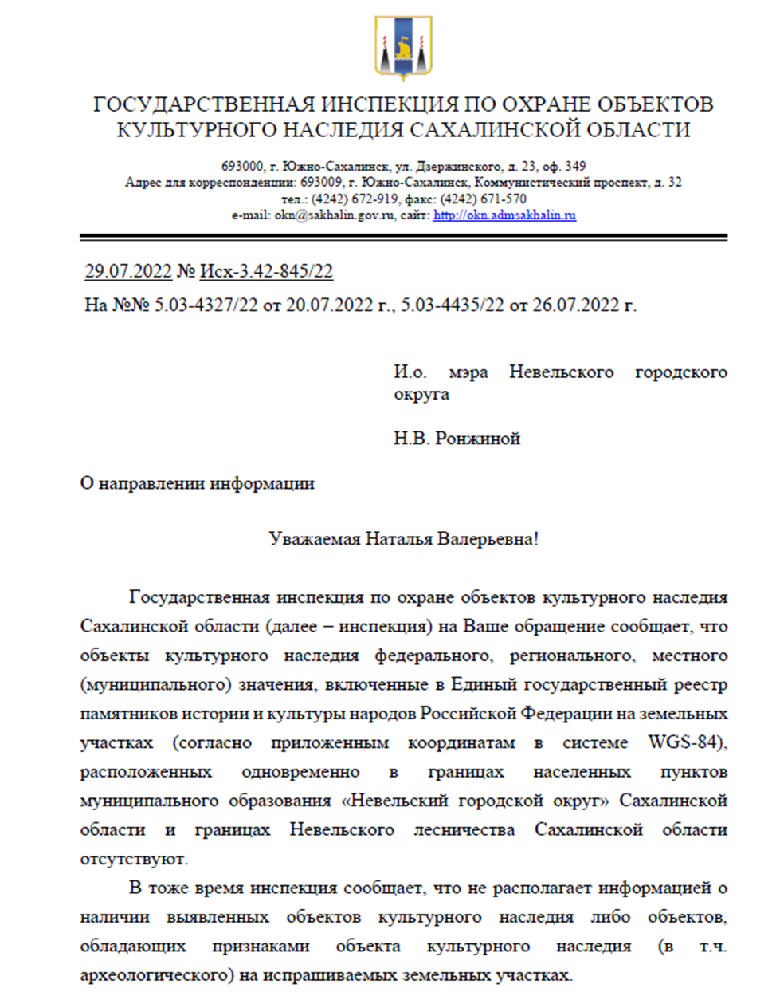 ГОСУДАРСТВЕННАЯ ИНСПЕКЦИЯ ПО ОХРАНЕ ОБЪЕКТОВ
КУЛЬТУРНОГО НАСЛЕДИЯ САХАЛИНСКОЙ ОБЛАСТИ
693000, г. Южно-Сахалинск, ул. Дзержинского, д. 23, оф. 349
Адрес для корреспонденции: 693009, г. Южно-Сахалинск, Коммунистический проспект, д. 32
тел.: (4242) 672-919, факс: (4242) 671-570
e-mail: okn@sakhalin.gov.ru, сайт: http://okn.admsakhalin.ru
29.07.2022 № Исх-3.42-845/22
На №№ 5.03-4327/22 от 20.07.2022 г., 5.03-4435/22 от 26.07.2022 г.
И.о. мэра Невельского городского
округа
Н.В. Ронжиной
О направлении информации
Уважаемая Наталья Валерьевна!
Государственная инспекция по охране объектов культурного наследия
Сахалинской области (далее – инспекция) на Ваше обращение сообщает, что
объекты культурного наследия федерального, регионального, местного
(муниципального) значения, включенные в Единый государственный реестр
памятников истории и культуры народов Российской Федерации на земельных
участках (согласно приложенным координатам в системе WGS-84),
расположенных одновременно в границах населенных пунктов
муниципального образования «Невельский городской округ» Сахалинской
области и границах Невельского лесничества Сахалинской области
отсутствуют.
В тоже время инспекция сообщает, что не располагает информацией о
наличии выявленных объектов культурного наследия либо объектов,
обладающих признаками объекта культурного наследия (в т.ч.
археологического) на испрашиваемых земельных участках.